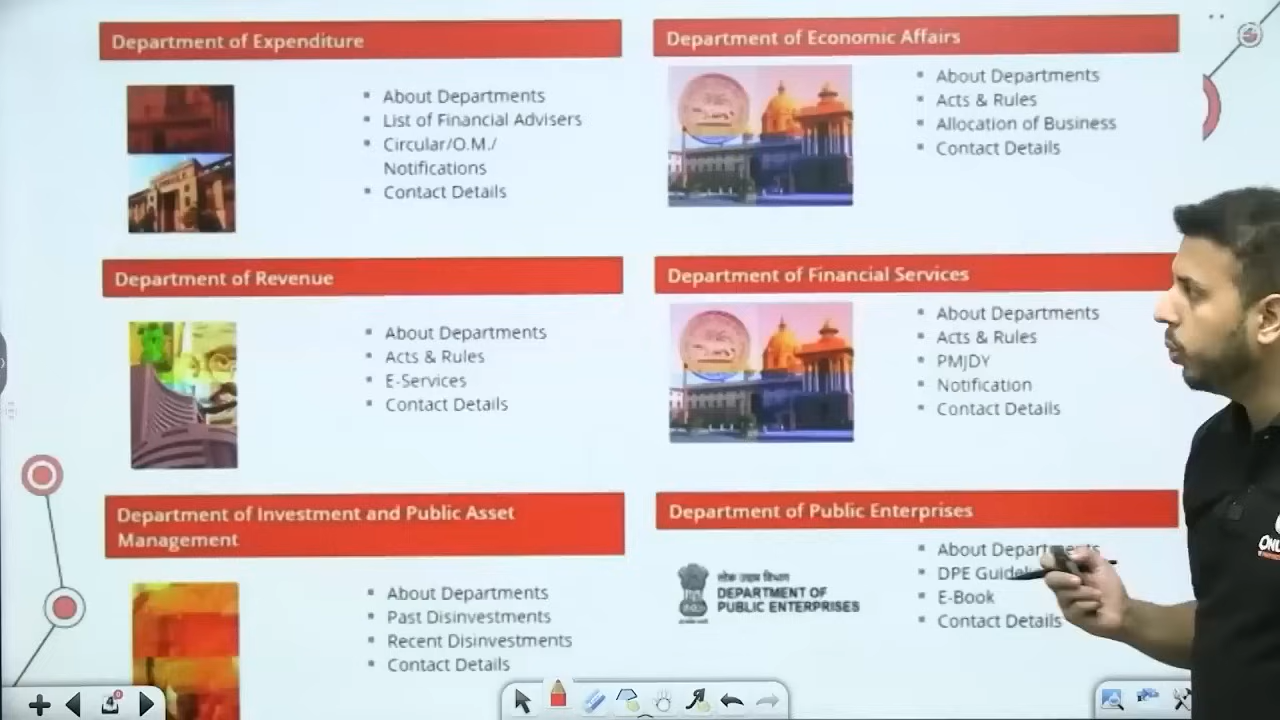 Department of Expenditure
About Departments
List of Financial Advisers
Circular/O.M./
Notifications
Contact Details
Department of Economic Affairs
About Departments
Acts & Rules
Allocation of Business
Contact Details
Department of Revenue
About Departments
Acts & Rules
E-Services
Contact Details
Department of Financial Services
About Departments
Acts & Rules
PMJDY
Notification
Contact Details
Department of Investment and Public Asset
Management
About Departments
Past Disinvestments
Recent Disinvestments
Contact Details
Department of Public Enterprises
लोक उद्यम विभाग
DEPARTMENT OF
PUBLIC ENTERPRISES
About Departments
DPE
E-Book
Contact Details